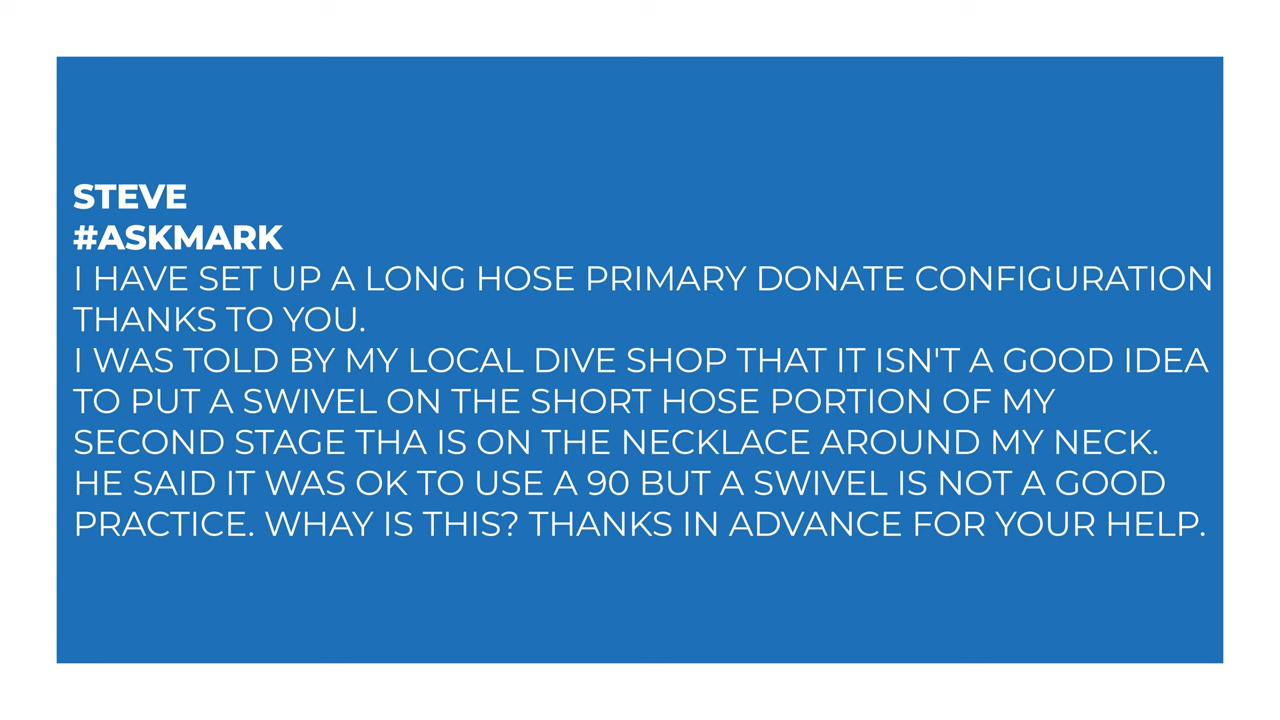 STEVE
#ASKMARK
I HAVE SET UP A LONG HOSE PRIMARY DONATE CONFIGURATION
THANKS TO YOU.
I WAS TOLD BY MY LOCAL DIVE SHOP THAT IT ISN'T A GOOD IDEA
TO PUT A SWIVEL ON THE SHORT HOSE PORTION OF MY
SECOND STAGE THA IS ON THE NECKLACE AROUND MY NECK.
HE SAID IT WAS OK TO USE A 90 BUT A SWIVEL IS NOT A GOOD
PRACTICE. WHAY IS THIS? THANKS IN ADVANCE FOR YOUR HELP.